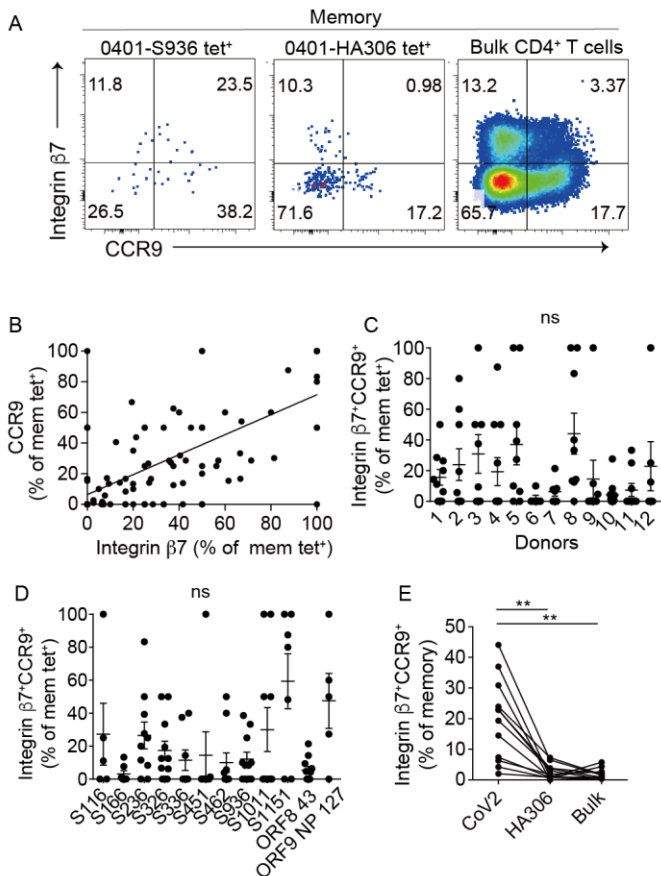 A
Memory
0401-S936 tet⁺
0401-HA306 tet⁺
Bulk CD4⁺ T cells
11.8
23.5
26.5
38.2
10.3
0.98
71.6
17.2
13.2
3.37
65.7
17.7
Integrin β7
CCR9
B
CCR9
(% of mem tet⁺)
100
80
60
40
20
0
0
20
40
60
80
100
Integrin β7 (% of mem tet⁺)
C
ns
Integrin β7⁺CCR9⁺
(% of mem tet⁺)
100
80
60
40
20
0
1
2
3
4
5
6
7
8
9
10
11
12
Donors
D
ns
Integrin β7⁺CCR9⁺
(% of mem tet⁺)
100
80
60
40
20
0
S116
S166
S236
S326
S336
S451
S462
S936
S1011
S1151
ORF8 43
ORF9 NP 127
E
**
**
Integrin β7⁺CCR9⁺
(% of memory)
50
40
30
20
10
0
CoV2
HA306
Bulk